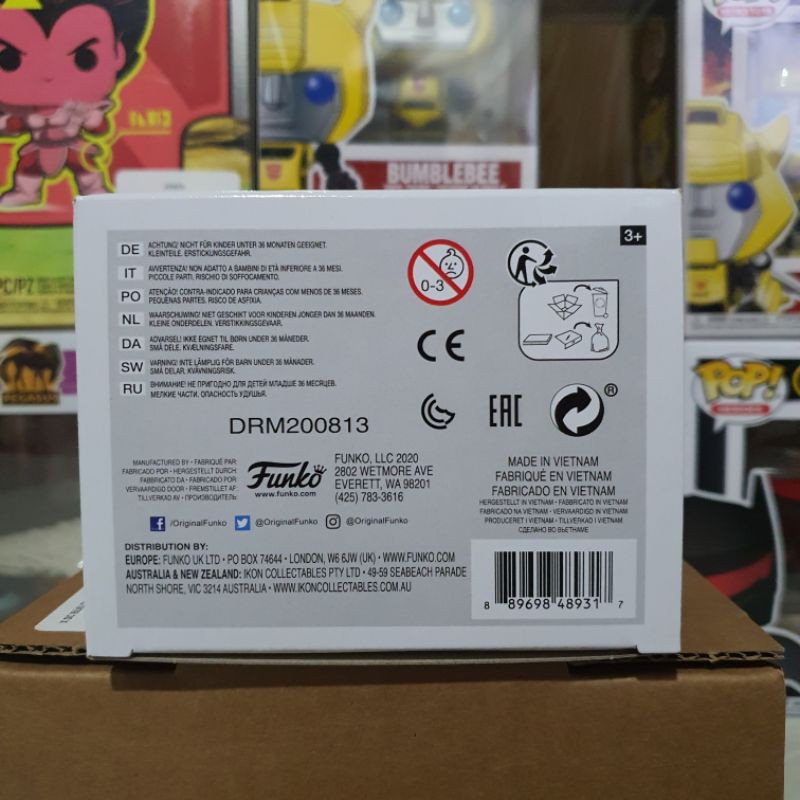 BUMBLEBEE
3+
DE ACHTUNG! NICHT FÜR KINDER UNTER 36 MONATEN GEEIGNET.
KLEINTEILE. ERSTICKUNGSGEFAHR.
IT AVVERTENZA! NON ADATTO A BAMBINI DI ETÀ INFERIORE A 36 MESI.
PICCOLE PARTI. RISCHIO DI SOFFOCAMENTO.
PO ATENÇÃO! CONTRA-INDICADO PARA CRIANÇAS COM MENOS DE 36 MESES.
PEQUENAS PARTES. RISCO DE ASFIXIA.
NL WAARSCHUWING! NIET GESCHIKT VOOR KINDEREN JONGER DAN 36 MAANDEN.
KLEINE ONDERDELEN. VERSTIKKINGSGEVAAR.
DA ADVARSEL! IKKE EGNET TIL BØRN UNDER 36 MÅNEDER.
SMÅ DELE. KVÆLNINGSFARE.
SW VARNING! INTE LÄMPLIG FÖR BARN UNDER 36 MÅNADER.
SMÅ DELAR. KVÄVNINGSRISK.
RU ВНИМАНИЕ! НЕ ПРИГОДНО ДЛЯ ДЕТЕЙ МЛАДШЕ 36 МЕСЯЦЕВ.
МЕЛКИЕ ЧАСТИ. ОПАСНОСТЬ УДУШЬЯ.
0-3
CE
EAC
®
DRM200813
MANUFACTURED BY • FABRIQUÉ PAR
FABRICADO POR • HERGESTELLT DURCH
FABBRICATO DA • FABRICADO POR
VERVAARDIGD DOOR • FREMSTILLET AF
TILLVERKAD AV • ПРОИЗВОДИТЕЛЬ:
Funko
www.funko.com
FUNKO, LLC 2020
2802 WETMORE AVE
EVERETT, WA 98201
(425) 783-3616
MADE IN VIETNAM
FABRIQUÉ EN VIETNAM
FABRICADO EN VIETNAM
HERGESTELLT IN VIETNAM • FABBRICATO IN VIETNAM
FABRICADO NA VIETNAM • VERVAARDIGD IN VIETNAM
PRODUCERET I VIETNAM • TILLVERKAD I VIETNAM
СДЕЛАНО ВО ВЬЕТНАМЕ
/OriginalFunko @OriginalFunko @OriginalFunko
DISTRIBUTION BY:
EUROPE: FUNKO UK LTD • PO BOX 74644 • LONDON, W6 6JW (UK) • WWW.FUNKO.COM
AUSTRALIA & NEW ZEALAND: IKON COLLECTABLES PTY LTD • 49-59 SEABEACH PARADE
NORTH SHORE, VIC 3214 AUSTRALIA • WWW.IKONCOLLECTABLES.COM.AU
8 89698 48931 7
POP!